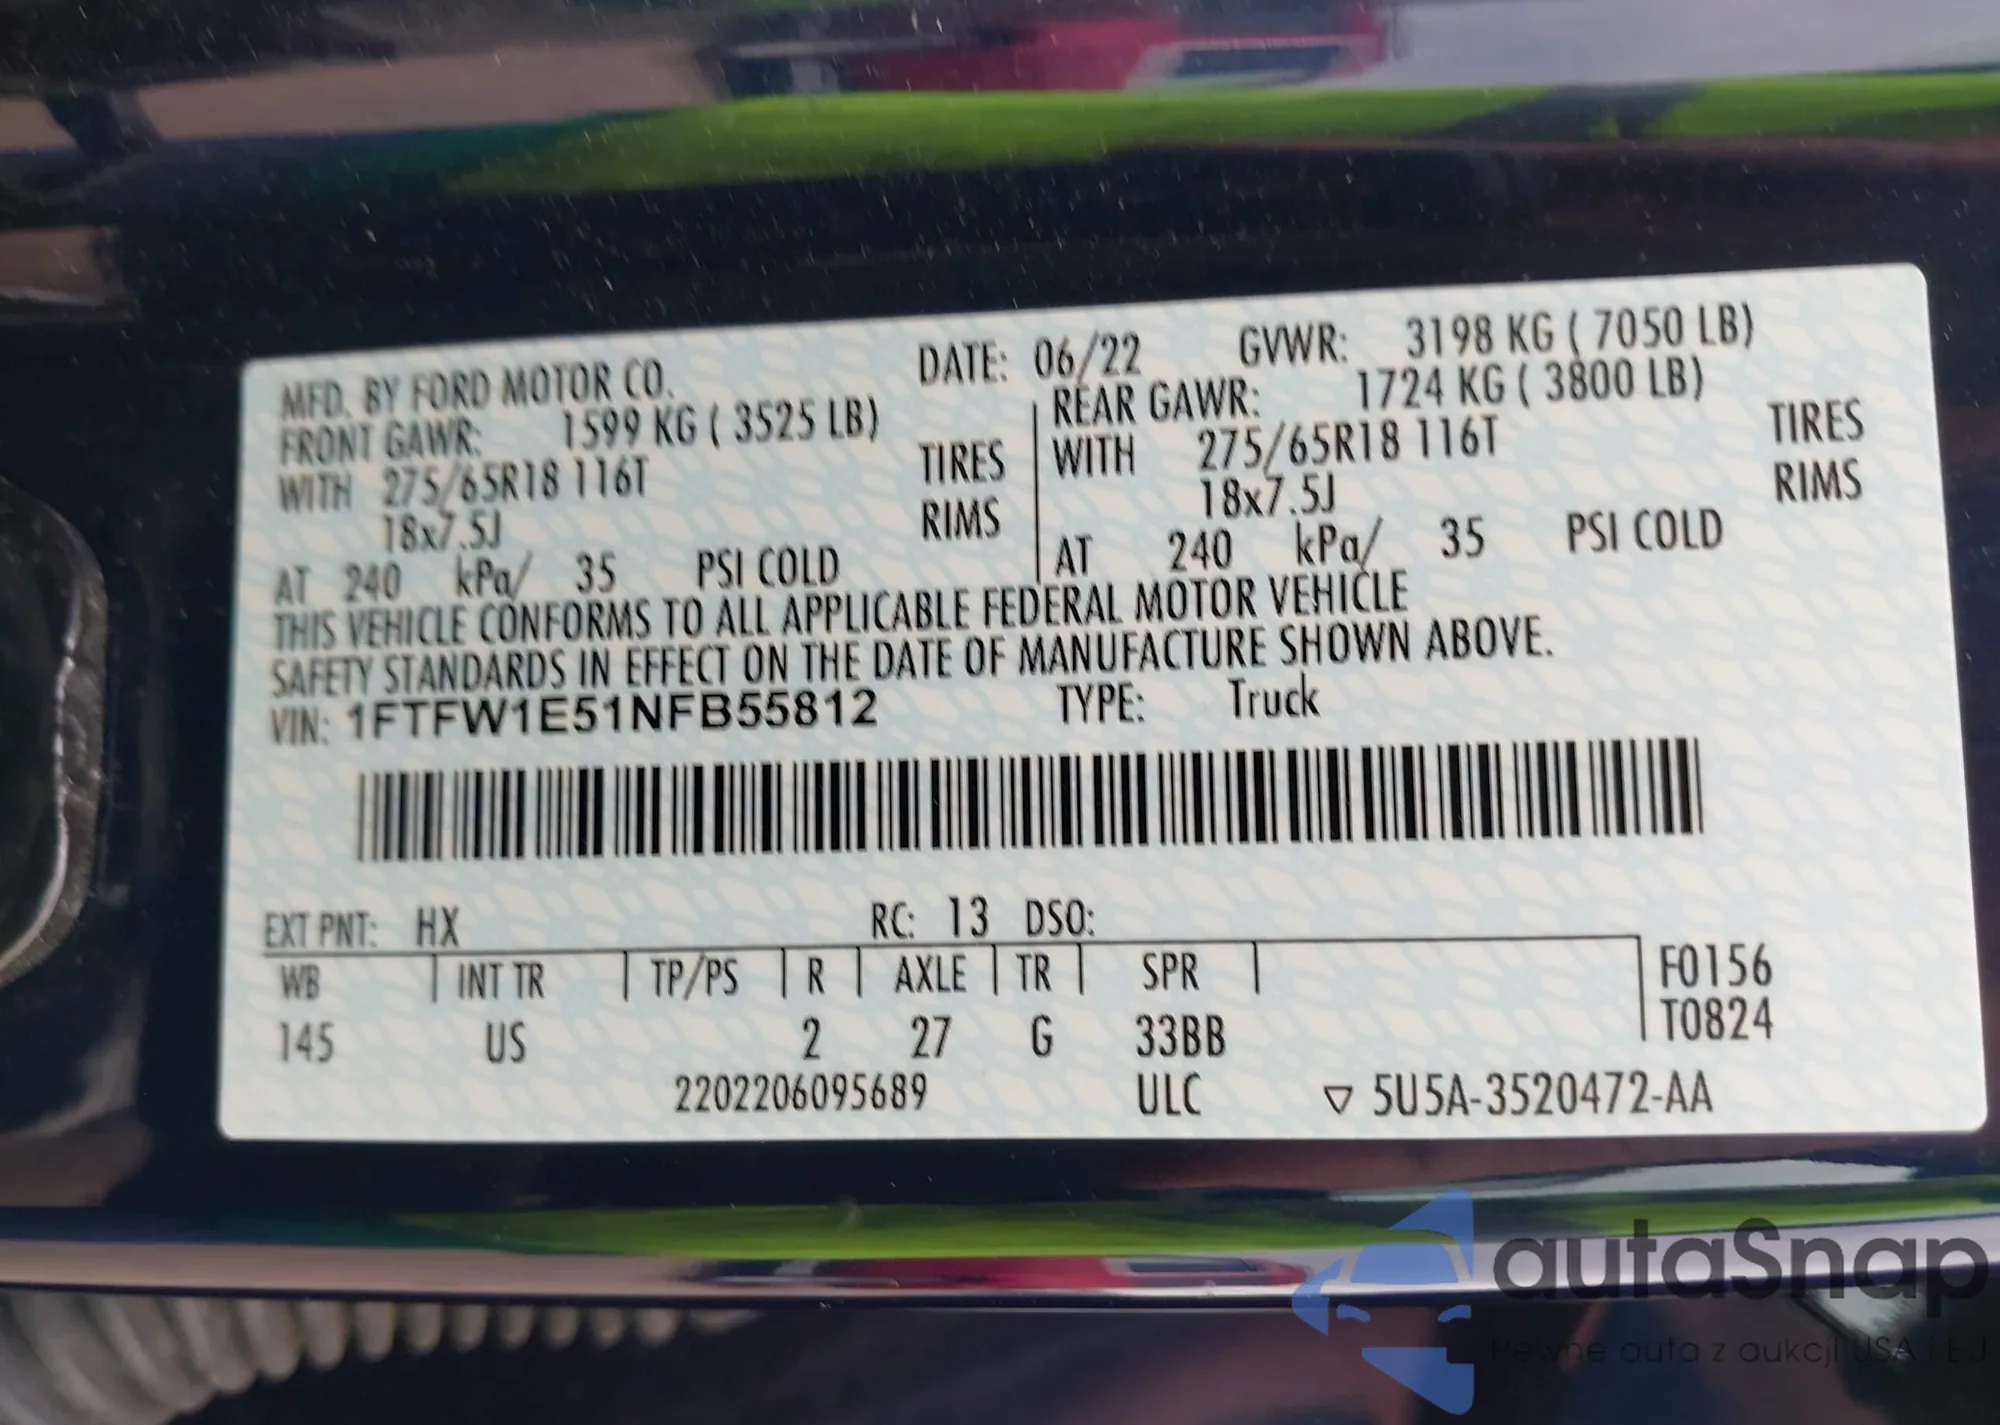 MFD. BY FORD MOTOR CO. DATE: 06/22 GVWR: 3198 KG ( 7050 LB)
FRONT GAWR: 1599 KG ( 3525 LB) REAR GAWR: 1724 KG ( 3800 LB)
WITH 275/65R18 116T TIRES WITH 275/65R18 116T TIRES
18x7.5J RIMS 18x7.5J RIMS
AT 240 kPa/ 35 PSI COLD AT 240 kPa/ 35 PSI COLD
THIS VEHICLE CONFORMS TO ALL APPLICABLE FEDERAL MOTOR VEHICLE
SAFETY STANDARDS IN EFFECT ON THE DATE OF MANUFACTURE SHOWN ABOVE.
VIN: 1FTFW1E51NFB55812 TYPE: Truck
EXT PNT: HX RC: 13 DSO:
WB INT TR TP/PS R AXLE TR SPR F0156
T0824
145 US 2 27 G 33BB
2202206095689 ULC ▽ 5U5A-3520472-AA
autaSnap
Pewne auta z aukcji USA i EU